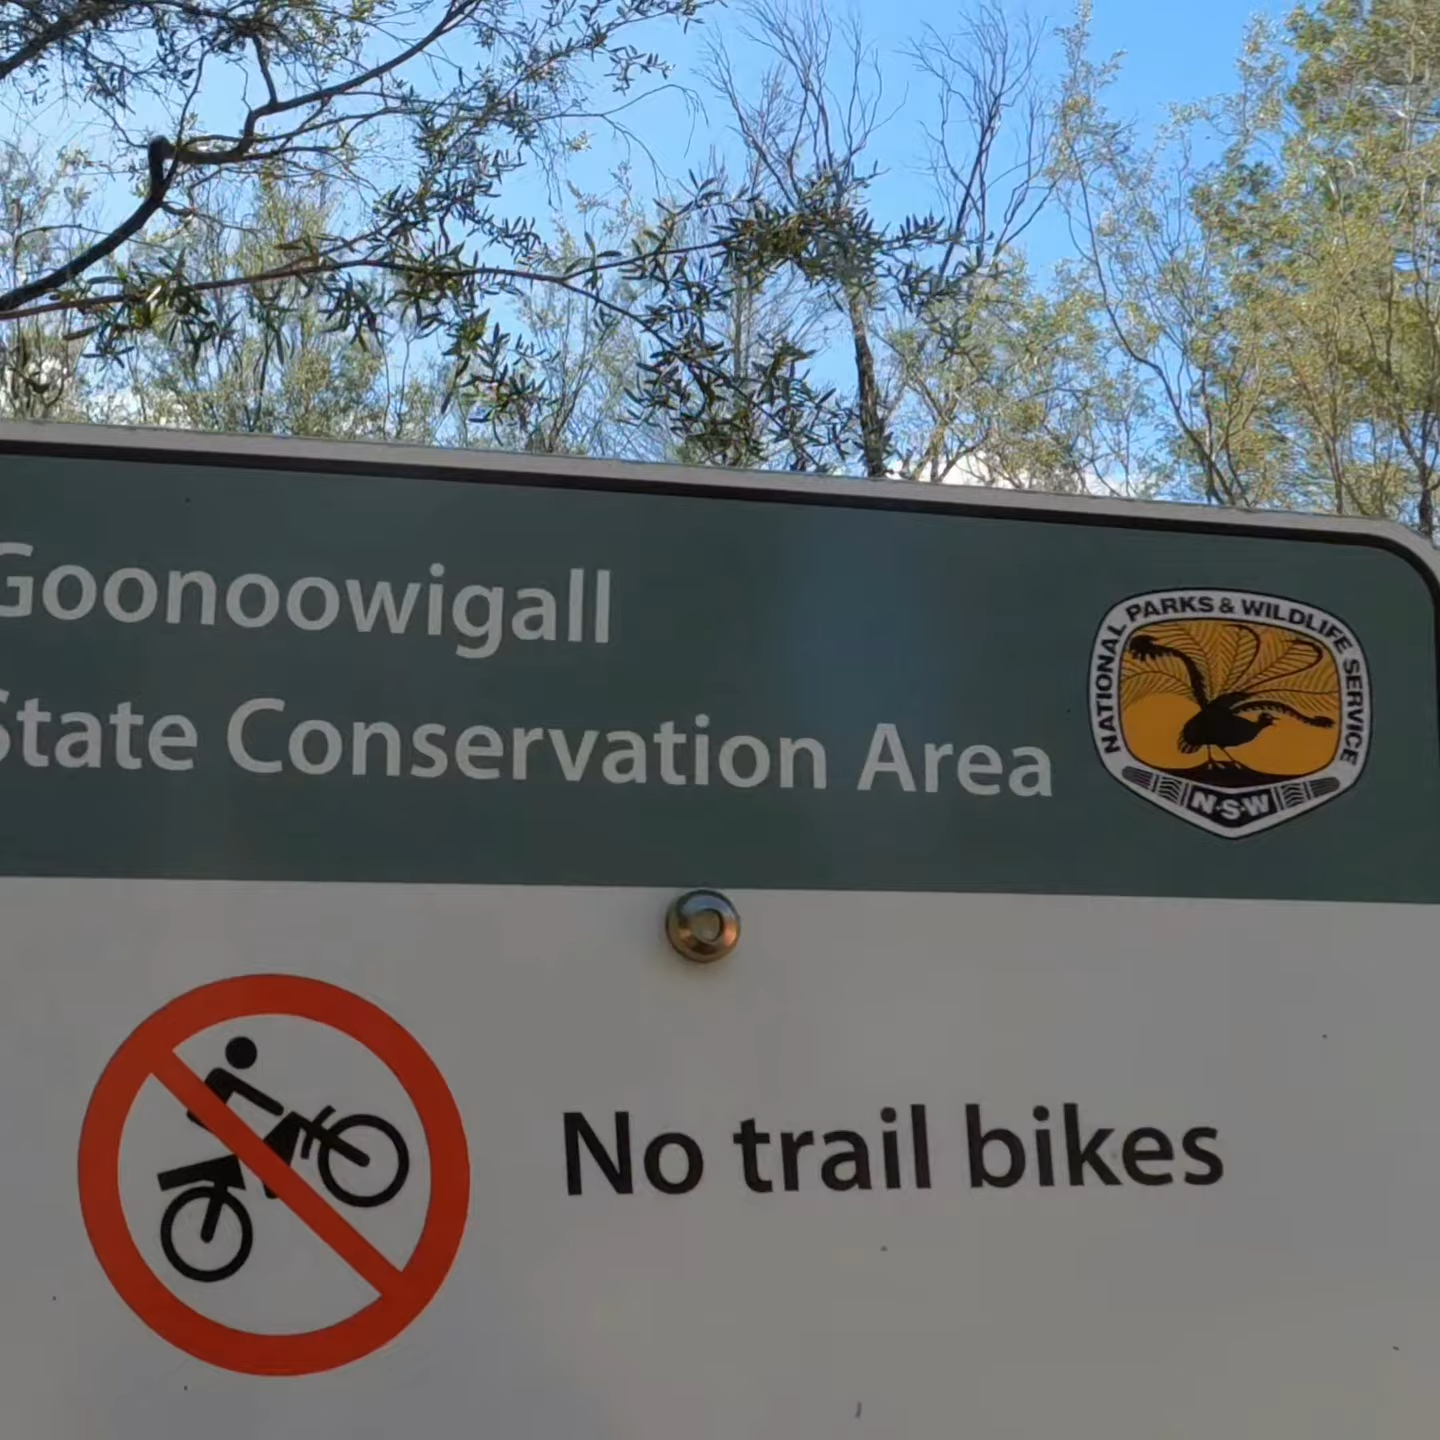 Goonoowigall
State Conservation Area
NATIONAL PARKS & WILDLIFE SERVICE
N·S·W
No trail bikes